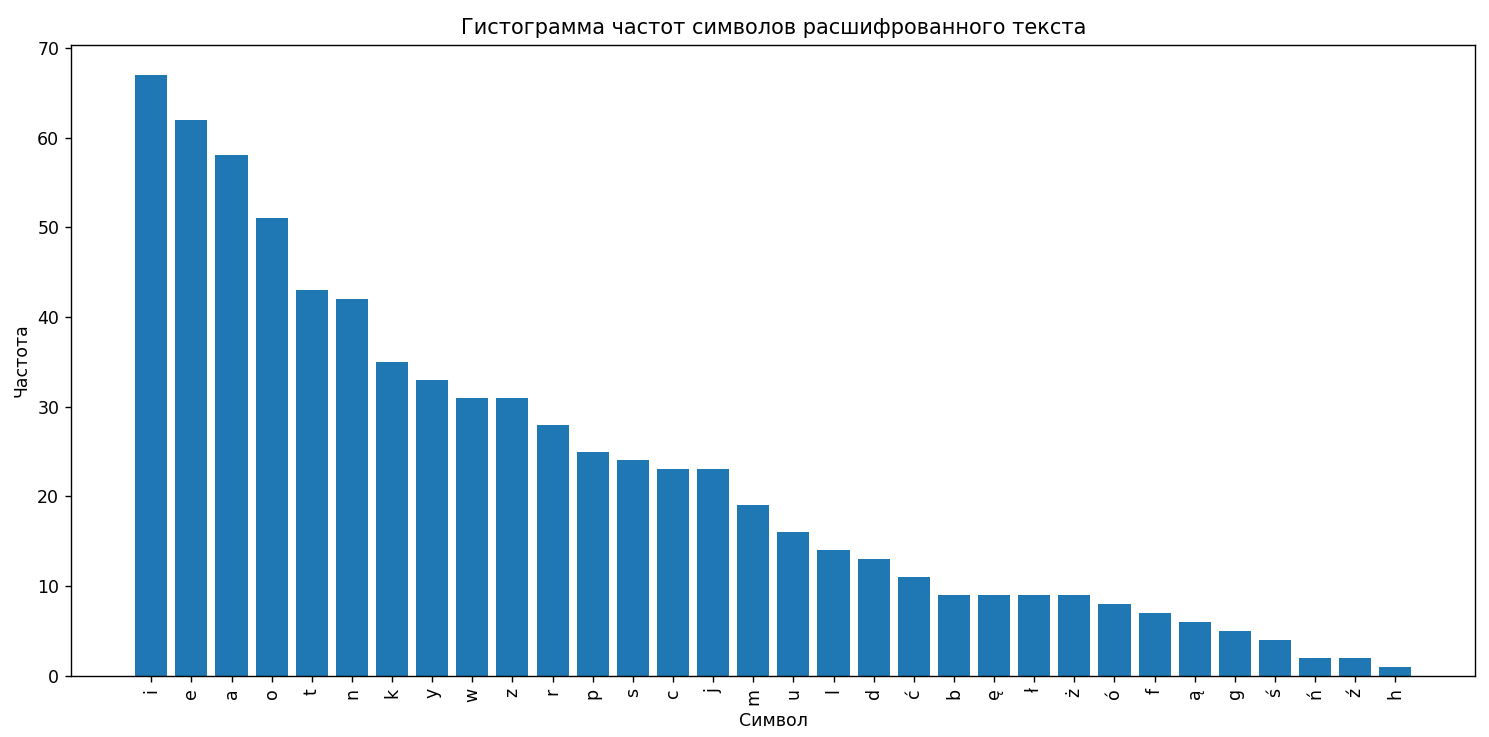 Гистограмма частот символов расшифрованного текста
70
60
50
40
30
20
10
0
Частота
i e a o t n k y w z r p s c j m u l d ć b ę ł ż ó f ą g ś ń ź h
Символ